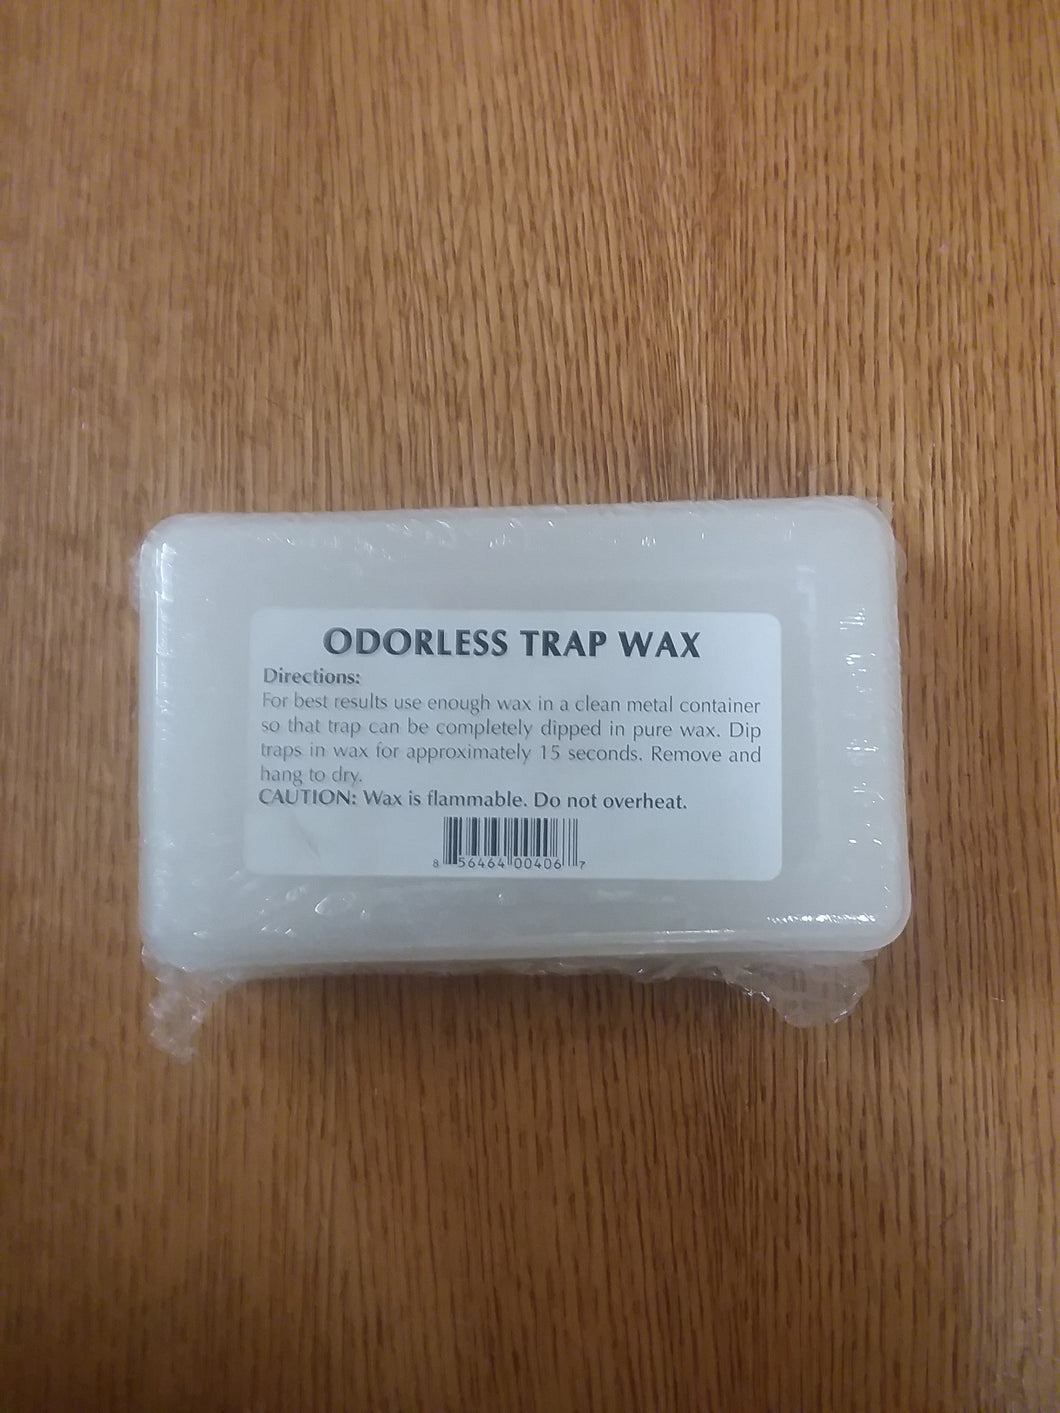 ODORLESS TRAP WAX
Directions:
For best results use enough wax in a clean metal container
so that trap can be completely dipped in pure wax. Dip
traps in wax for approximately 15 seconds. Remove and
hang to dry.
CAUTION: Wax is flammable. Do not overheat.
8 56464 00406 7